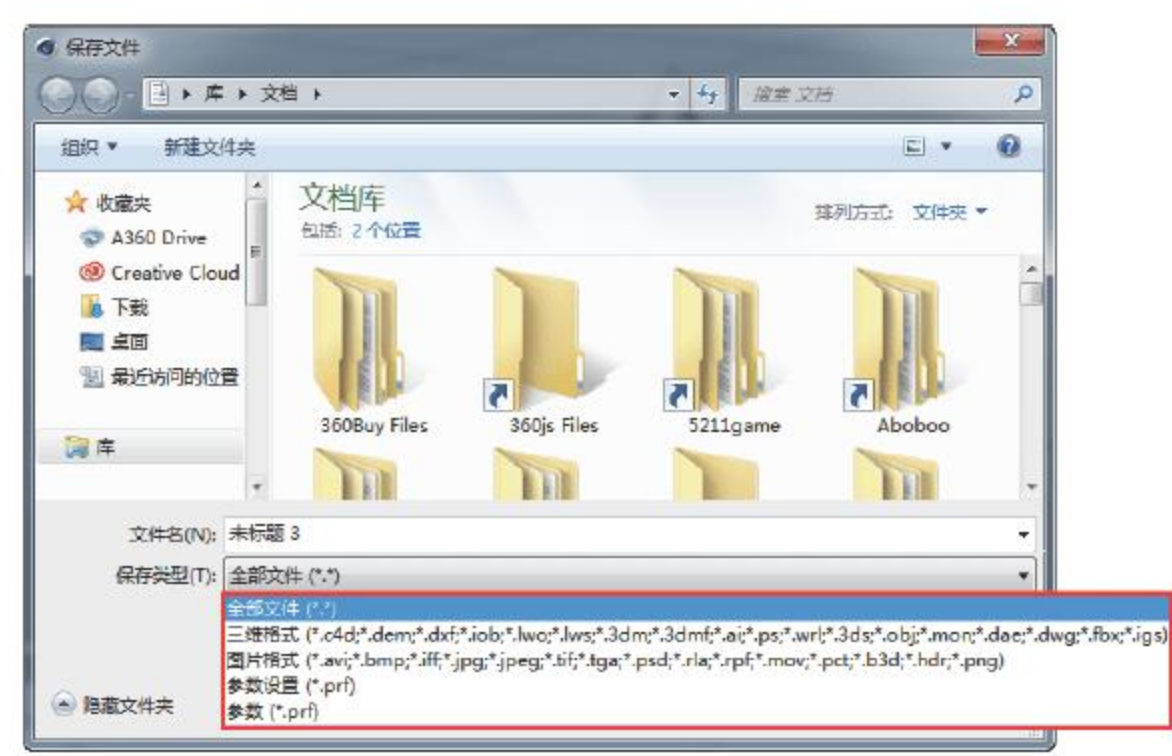 保存文件
库 文档
搜索 文档
组织 新建文件夹
收藏夹
A360 Drive
Creative Cloud
下载
桌面
最近访问的位置
库
文档库
包括: 2 个位置
排列方式: 文件夹
360Buy Files
360js Files
5211game
Aboboo
文件名(N): 未标题 3
保存类型(T): 全部文件 (*.*)
全部文件 (*.*)
三维格式 (*.c4d;*.dem;*.dxf;*.iob;*.lwo;*.lws;*.3dm;*.3dmf;*.ai;*.ps;*.wrl;*.3ds;*.obj;*.mon;*.dae;*.dwg;*.fbx;*.igs)
图片格式 (*.avi;*.bmp;*.iff;*.jpg;*.jpeg;*.tif;*.tga;*.psd;*.rla;*.rpf;*.mov;*.pct;*.b3d;*.hdr;*.png)
参数设置 (*.prf)
参数 (*.prf)
隐藏文件夹